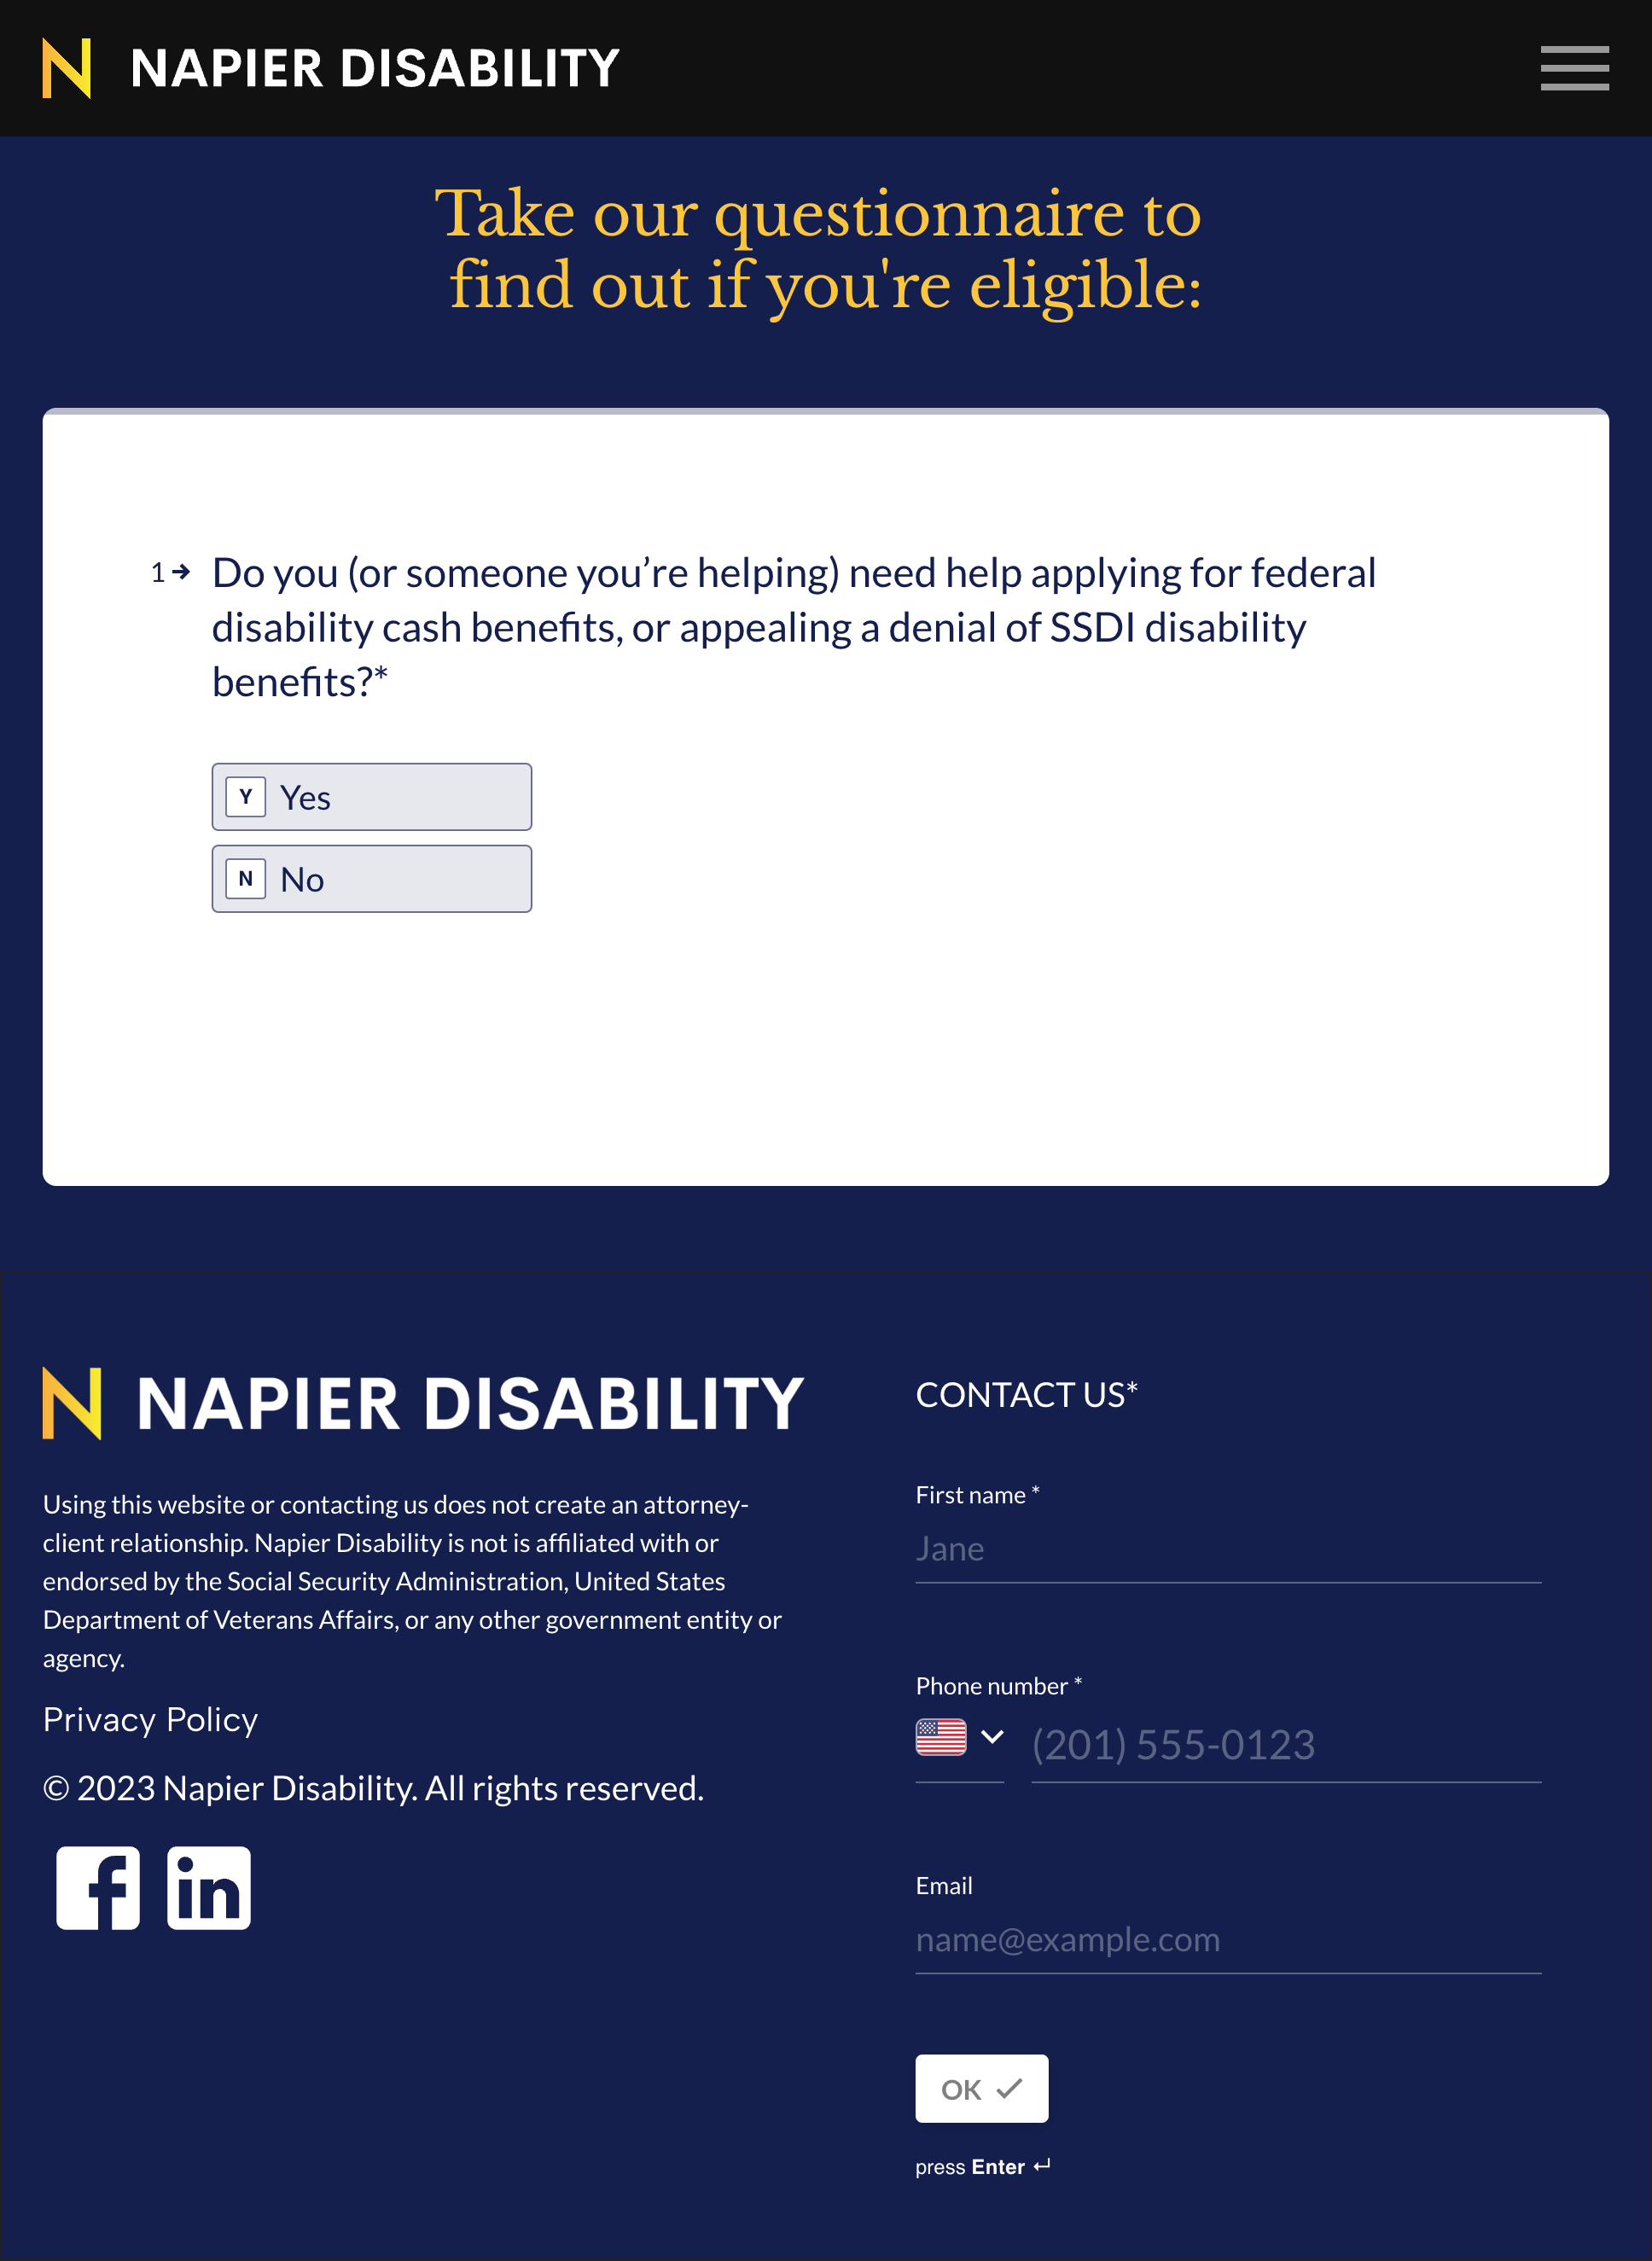 NAPIER DISABILITY
Take our questionnaire to
find out if you're eligible:
1 Do you (or someone you’re helping) need help applying for federal
disability cash benefits, or appealing a denial of SSDI disability
benefits?*
Y Yes
N No
NAPIER DISABILITY
Using this website or contacting us does not create an attorney-
client relationship. Napier Disability is not is affiliated with or
endorsed by the Social Security Administration, United States
Department of Veterans Affairs, or any other government entity or
agency.
Privacy Policy
© 2023 Napier Disability. All rights reserved.
CONTACT US*
First name *
Jane
Phone number *
(201) 555-0123
Email
name@example.com
OK
press Enter ↵